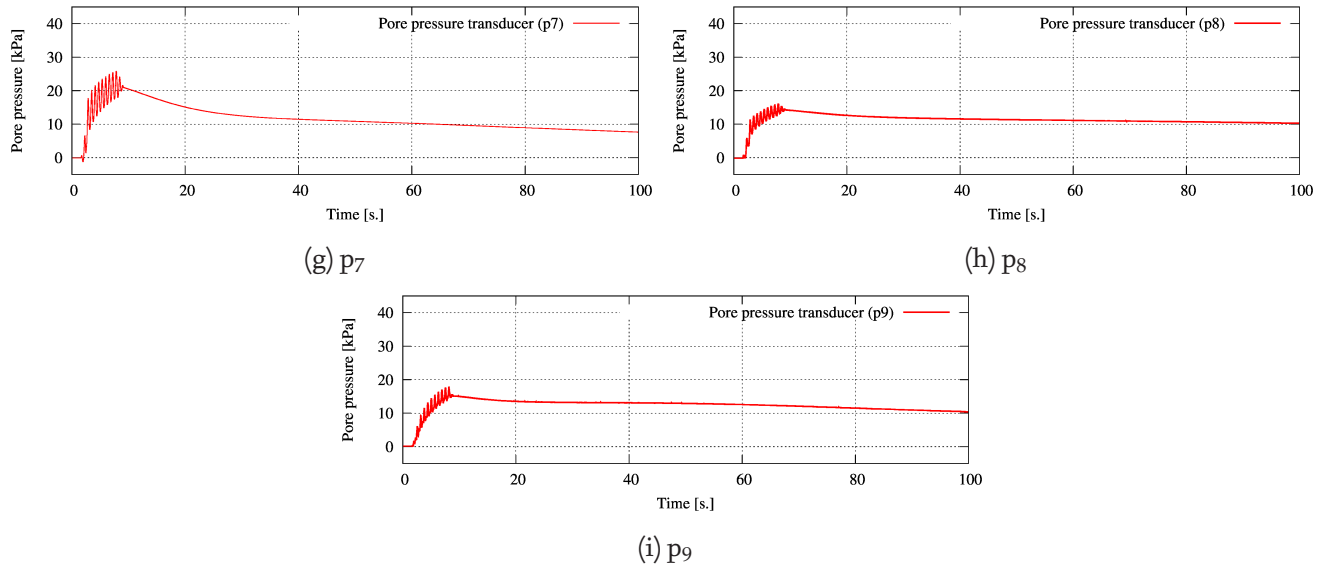 Pore pressure transducer (p7)
Pore pressure [kPa]
40
30
20
10
0
0 20 40 60 80 100
Time [s.]
(g) p7
Pore pressure transducer (p8)
Pore pressure [kPa]
40
30
20
10
0
0 20 40 60 80 100
Time [s.]
(h) p8
Pore pressure transducer (p9)
Pore pressure [kPa]
40
30
20
10
0
0 20 40 60 80 100
Time [s.]
(i) p9